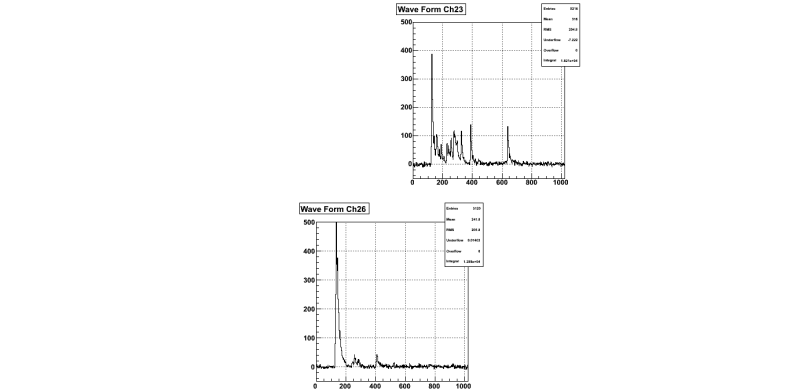 Wave Form Ch23
Entries
Mean
RMS
Underflow
Overflow 0
Integral
500
400
300
200
100
0
0 200 400 600 800 1000
Wave Form Ch26
Entries
Mean
RMS
Underflow
Overflow 0
Integral
500
400
300
200
100
0
0 200 400 600 800 1000